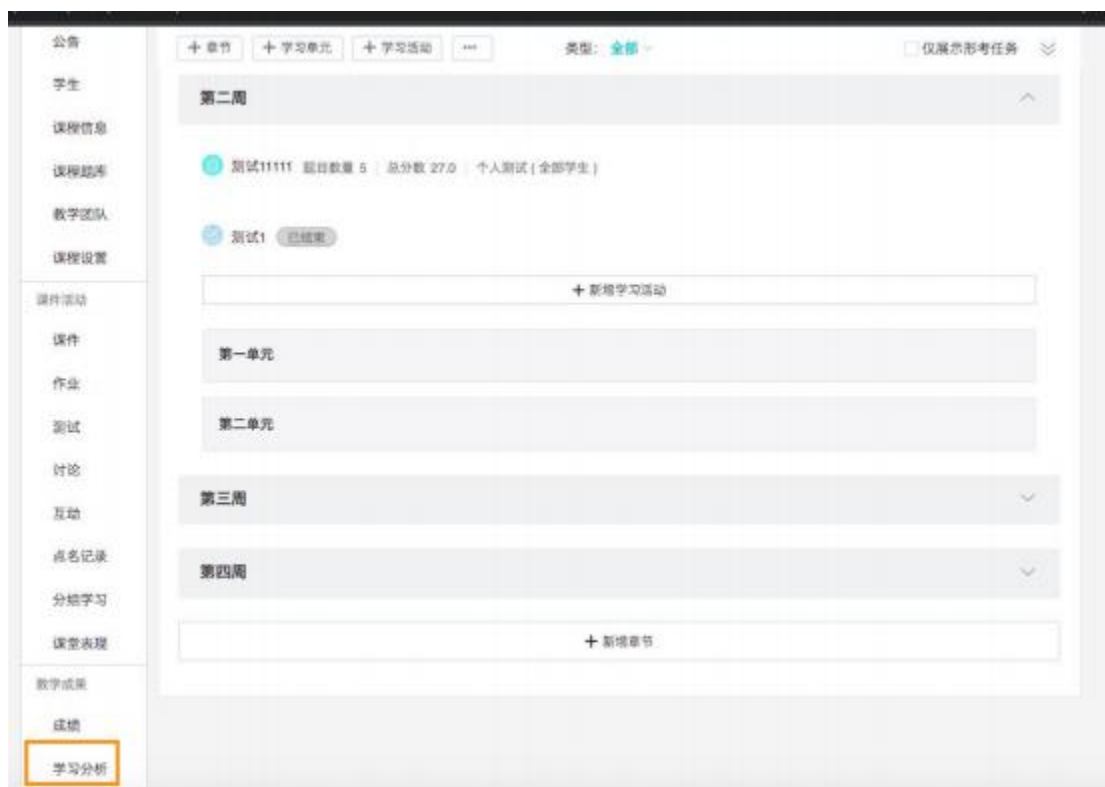 公告
学生
课程信息
课程题库
教学团队
课程设置
课件活动
课件
作业
测试
讨论
互动
点名记录
分组学习
课堂表现
教学成果
成绩
学习分析
+ 章节 + 学习单元 + 学习活动 ··· 类型: 全部 仅展示形考任务
第二周
测试11111 题目数量 5 总分数 27.0 个人测试 ( 全部学生 )
测试1 已结束
+ 新增学习活动
第一单元
第二单元
第三周
第四周
+ 新增章节